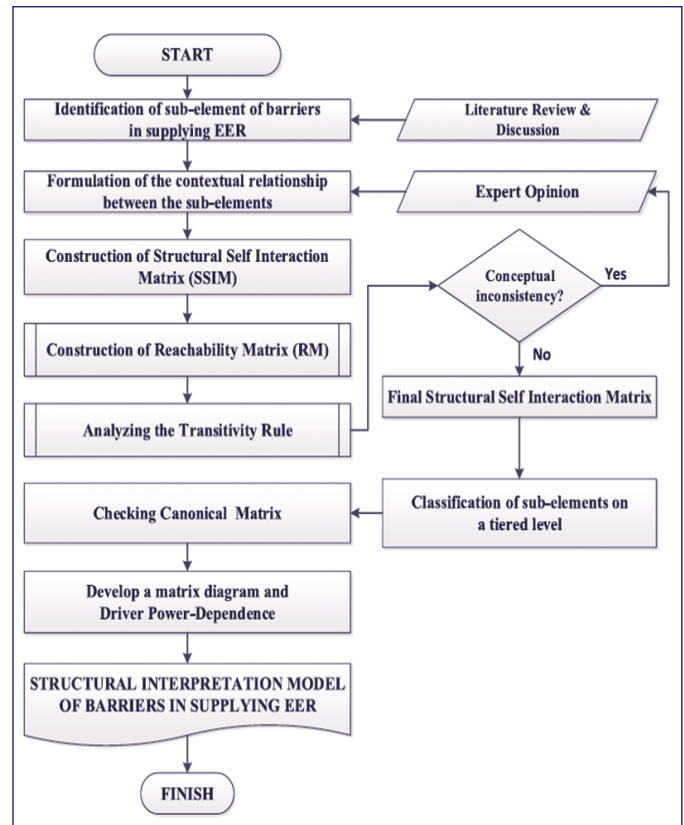 START
Identification of sub-element of barriers
in supplying EER
Literature Review &
Discussion
Formulation of the contextual relationship
between the sub-elements
Expert Opinion
Construction of Structural Self Interaction
Matrix (SSIM)
Conceptual
inconsistency?
Yes
No
Construction of Reachability Matrix (RM)
Final Structural Self Interaction Matrix
Analyzing the Transitivity Rule
Classification of sub-elements on
a tiered level
Checking Canonical Matrix
Develop a matrix diagram and
Driver Power-Dependence
STRUCTURAL INTERPRETATION MODEL
OF BARRIERS IN SUPPLYING EER
FINISH